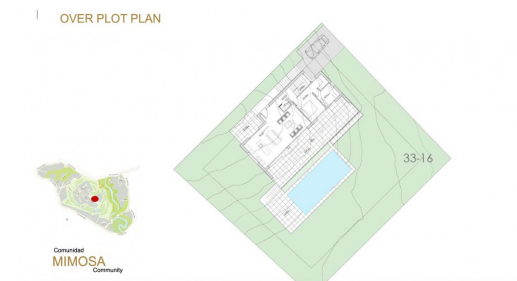 OVER PLOT PLAN
33-16
Comunidad
MIMOSA
Community